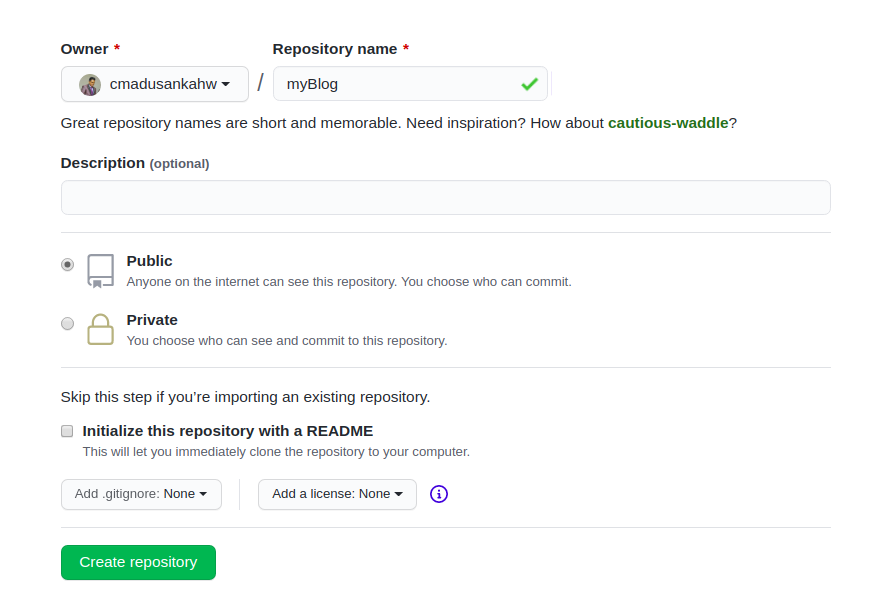 Owner * Repository name *
cmadusankahw / myBlog
Great repository names are short and memorable. Need inspiration? How about cautious-waddle?
Description (optional)
Public
Anyone on the internet can see this repository. You choose who can commit.
Private
You choose who can see and commit to this repository.
Skip this step if you’re importing an existing repository.
Initialize this repository with a README
This will let you immediately clone the repository to your computer.
Add .gitignore: None Add a license: None
Create repository